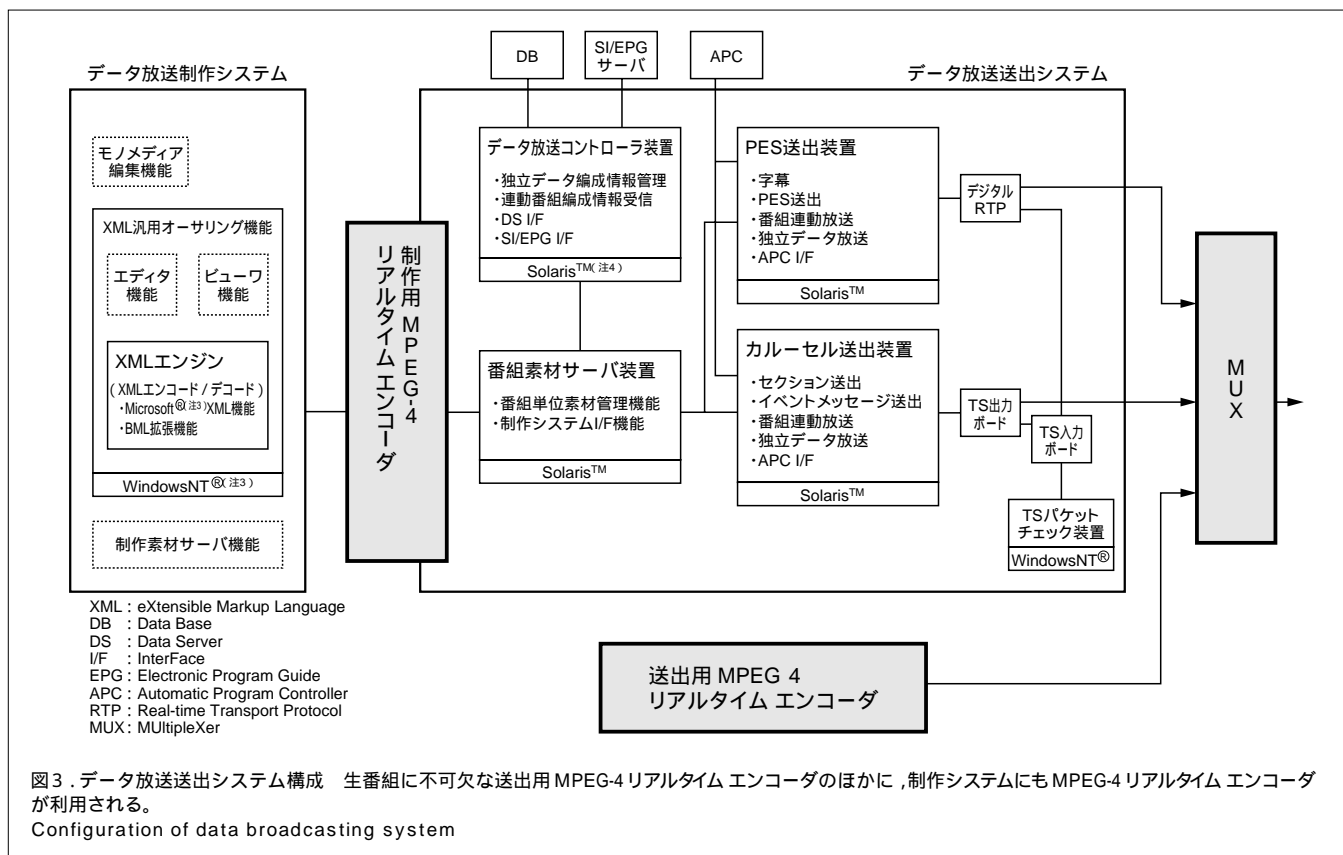 データ放送制作システム
モノメディア
編集機能
XML汎用オーサリング機能
エディタ
機能
ビューワ
機能
XMLエンジン
(XMLエンコード/デコード)
・Microsoft®(注3)XML機能
・BML拡張機能
WindowsNT®(注3)
制作素材サーバ機能
制作用MPEG-4
リアルタイム エンコーダ
DB
SI/EPG
サーバ
APC
データ放送送出システム
データ放送コントローラ装置
・独立データ編成情報管理
・連動番組編成情報受信
・DS I/F
・SI/EPG I/F
Solaris™(注4)
番組素材サーバ装置
・番組単位素材管理機能
・制作システムI/F機能
Solaris™
PES送出装置
・字幕
・PES送出
・番組連動放送
・独立データ放送
・APC I/F
Solaris™
カルーセル送出装置
・セクション送出
・イベントメッセージ送出
・番組連動放送
・独立データ放送
・APC I/F
Solaris™
デジタル
RTP
TS出力
ボード
TS入力
ボード
TSパケット
チェック装置
WindowsNT®
MUX
送出用 MPEG 4
リアルタイム エンコーダ
XML : eXtensible Markup Language
DB : Data Base
DS : Data Server
I/F : InterFace
EPG : Electronic Program Guide
APC : Automatic Program Controller
RTP : Real-time Transport Protocol
MUX : MUltipleXer
図3.データ放送送出システム構成 生番組に不可欠な送出用 MPEG-4 リアルタイム エンコーダのほかに,制作システムにも MPEG-4 リアルタイム エンコーダ
が利用される。
Configuration of data broadcasting system